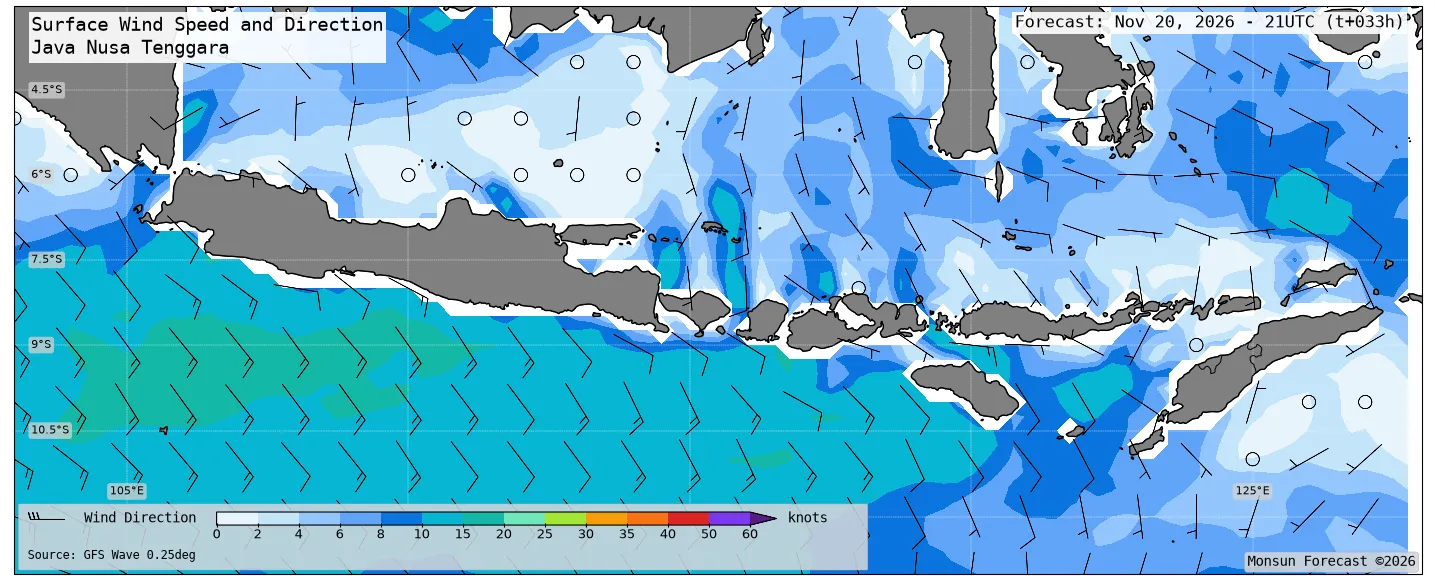 Surface Wind Speed and Direction
Java Nusa Tenggara
Forecast: Nov 20, 2026 - 21UTC (t+033h)
4.5°S
6°S
7.5°S
9°S
10.5°S
105°E
125°E
Wind Direction
0 2 4 6 8 10 15 20 25 30 35 40 50 60
knots
Source: GFS Wave 0.25deg
Monsun Forecast ©2026